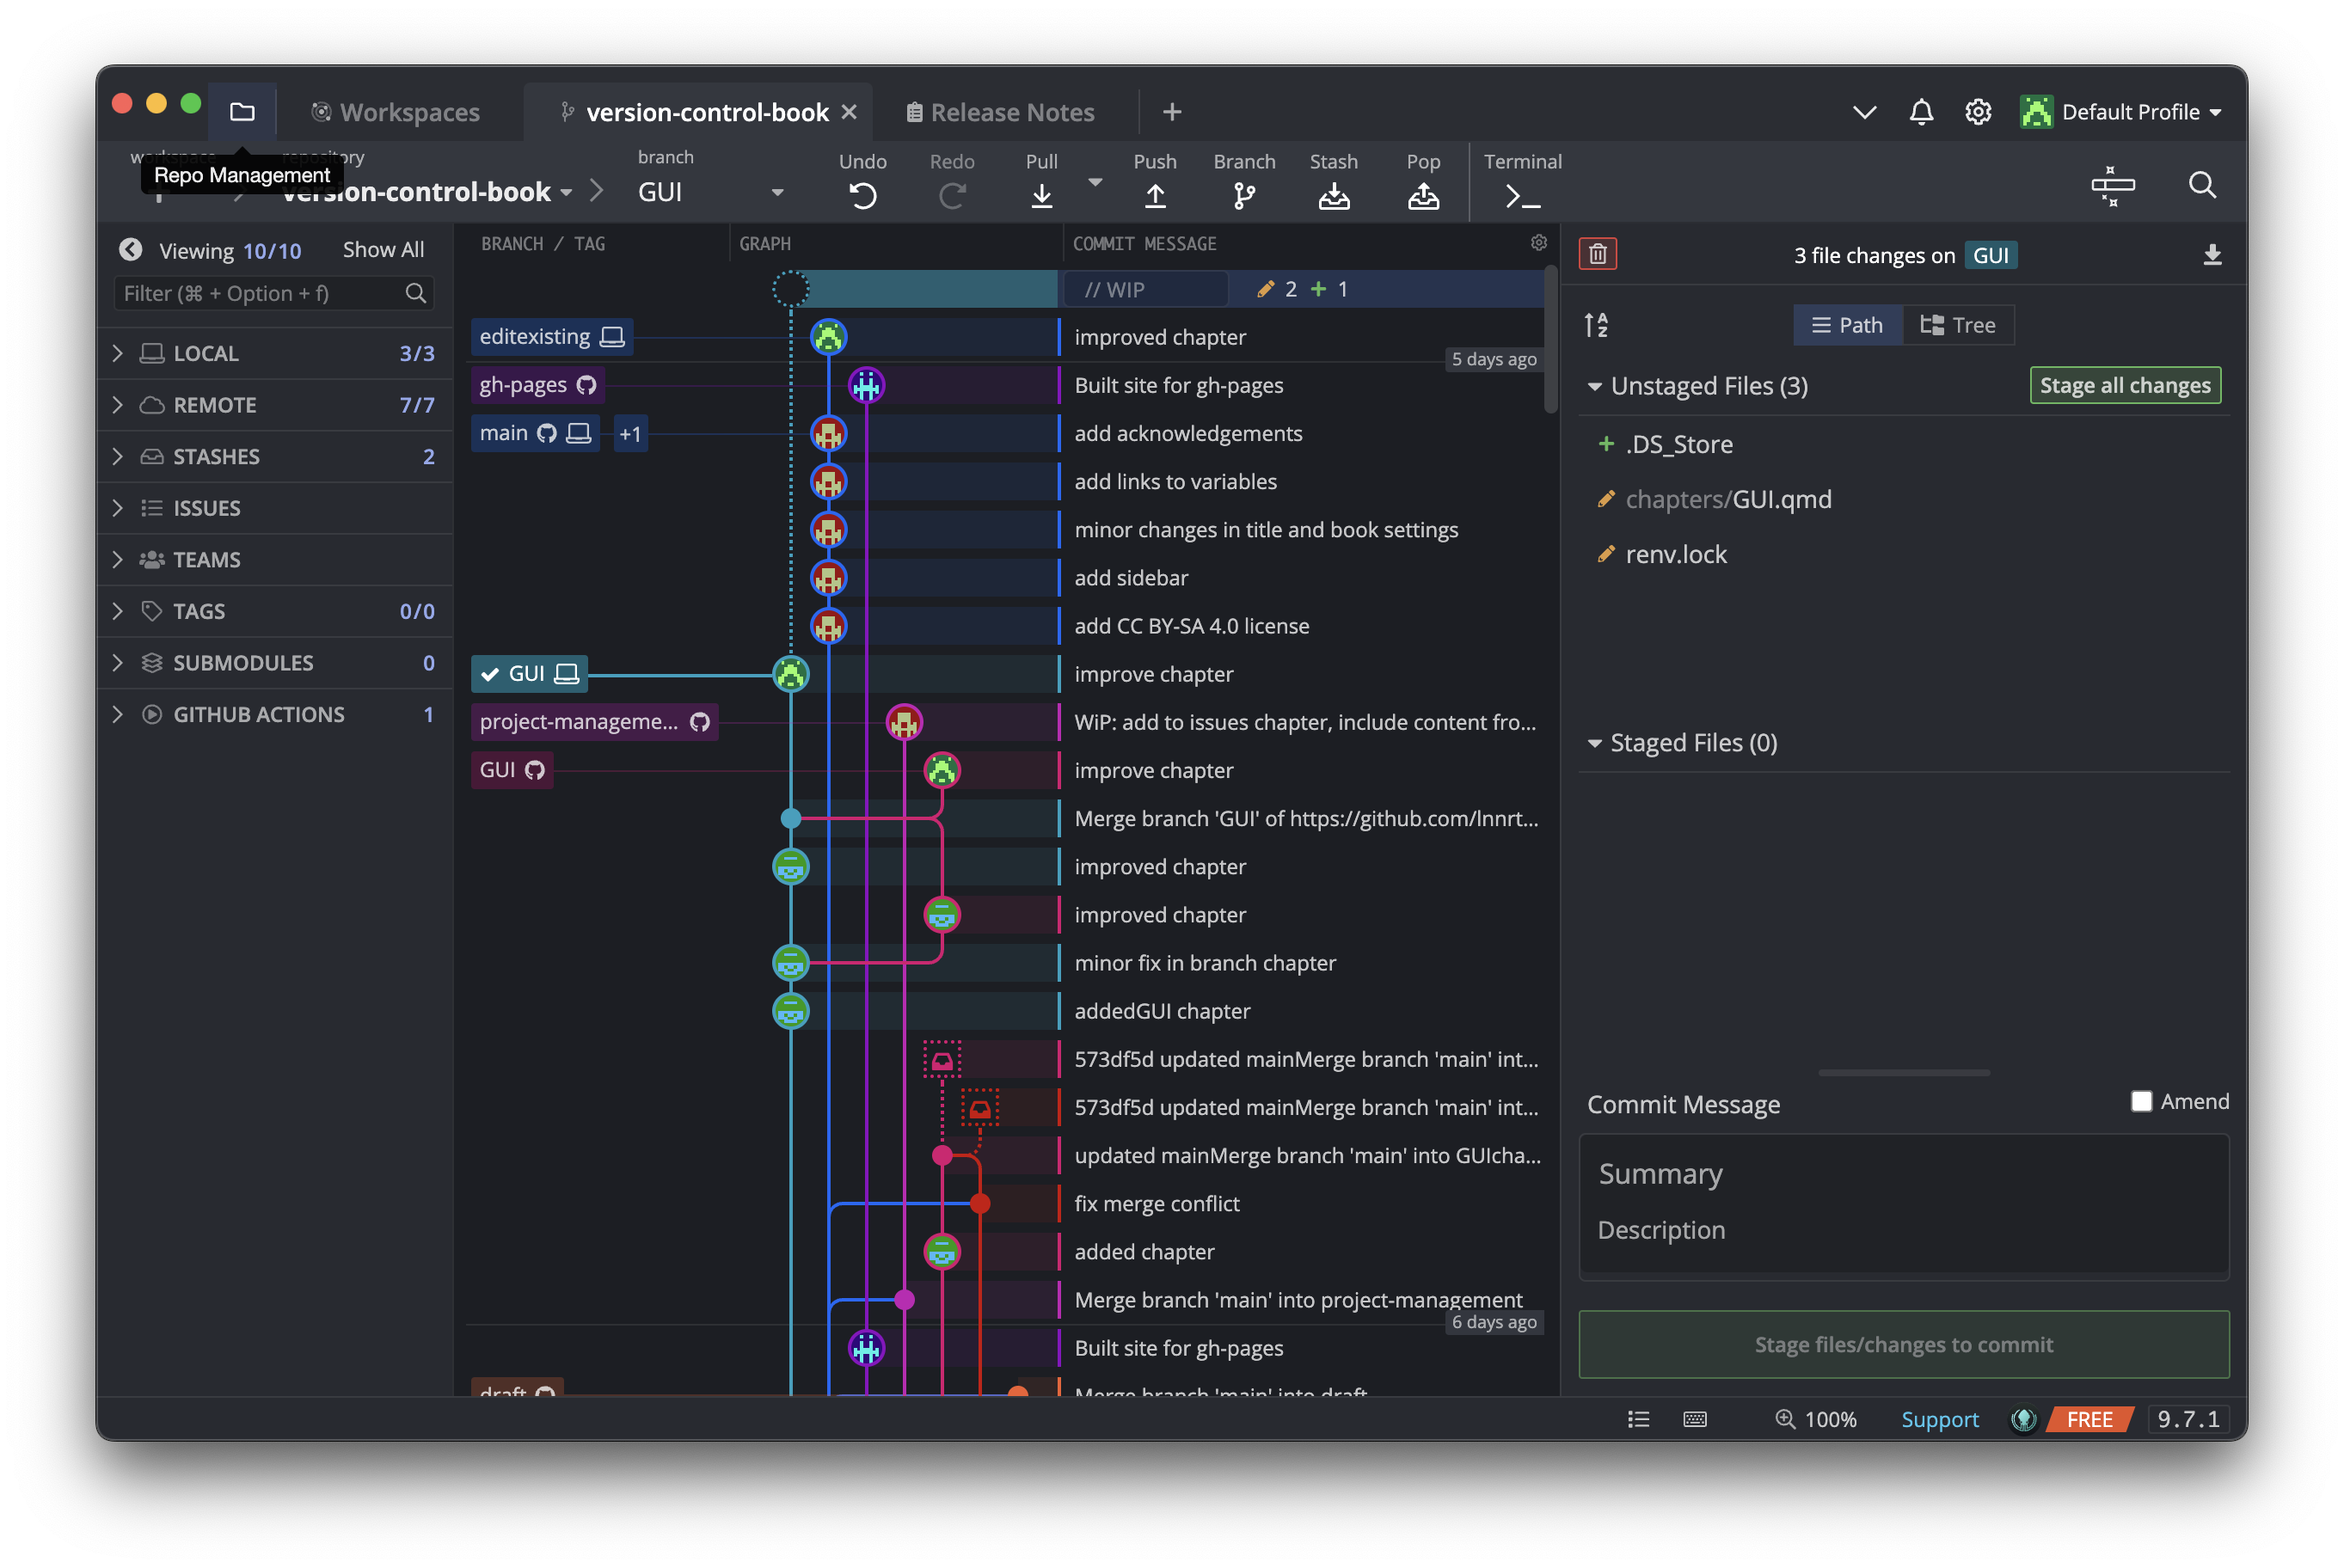 Workspaces
version-control-book
Release Notes
Default Profile
workspace
repository
Repo Management
version-control-book
branch
GUI
Undo
Redo
Pull
Push
Branch
Stash
Pop
Terminal
Viewing 10/10
Show All
Filter (⌘ + Option + f)
LOCAL 3/3
REMOTE 7/7
STASHES 2
ISSUES
TEAMS
TAGS 0/0
SUBMODULES 0
GITHUB ACTIONS 1
BRANCH / TAG
GRAPH
COMMIT MESSAGE
// WIP 2 + 1
editexisting improved chapter
5 days ago
gh-pages Built site for gh-pages
main +1 add acknowledgements
add links to variables
minor changes in title and book settings
add sidebar
add CC BY-SA 4.0 license
GUI improve chapter
project-manageme... WiP: add to issues chapter, include content fro...
GUI improve chapter
Merge branch 'GUI' of https://github.com/lnnrt...
improved chapter
improved chapter
minor fix in branch chapter
addedGUI chapter
573df5d updated mainMerge branch 'main' int...
573df5d updated mainMerge branch 'main' int...
updated mainMerge branch 'main' into GUIcha...
fix merge conflict
added chapter
Merge branch 'main' into project-management
6 days ago
Built site for gh-pages
draft Merge branch 'main' into draft
3 file changes on GUI
Path
Tree
Unstaged Files (3)
Stage all changes
+ .DS_Store
chapters/GUI.qmd
renv.lock
Staged Files (0)
Commit Message
Amend
Summary
Description
Stage files/changes to commit
100%
Support
FREE
9.7.1